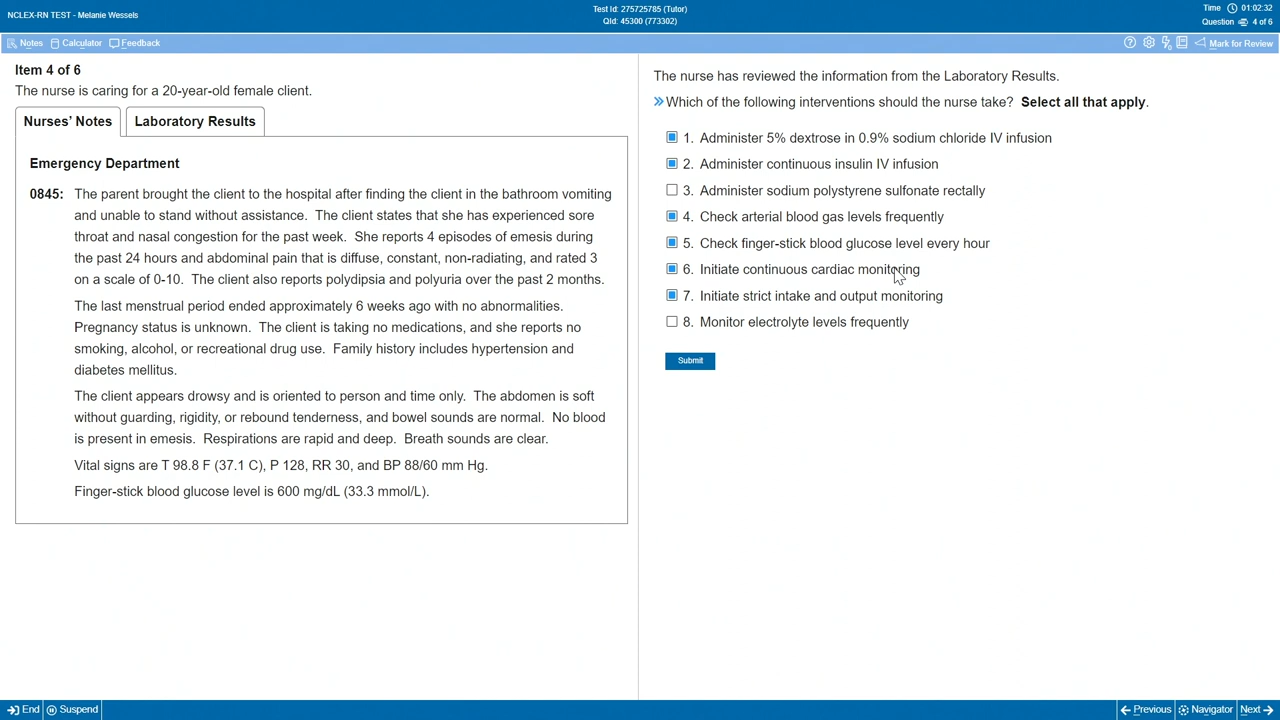 NCLEX-RN TEST - Melanie Wessels
Test Id: 275725785 (Tutor)
QId: 45300 (773302)
Time 01:02:32
Question 4 of 6
Notes Calculator Feedback
Mark for Review
Item 4 of 6
The nurse is caring for a 20-year-old female client.
Nurses' Notes Laboratory Results
Emergency Department
0845: The parent brought the client to the hospital after finding the client in the bathroom vomiting
and unable to stand without assistance. The client states that she has experienced sore
throat and nasal congestion for the past week. She reports 4 episodes of emesis during
the past 24 hours and abdominal pain that is diffuse, constant, non-radiating, and rated 3
on a scale of 0-10. The client also reports polydipsia and polyuria over the past 2 months.
The last menstrual period ended approximately 6 weeks ago with no abnormalities.
Pregnancy status is unknown. The client is taking no medications, and she reports no
smoking, alcohol, or recreational drug use. Family history includes hypertension and
diabetes mellitus.
The client appears drowsy and is oriented to person and time only. The abdomen is soft
without guarding, rigidity, or rebound tenderness, and bowel sounds are normal. No blood
is present in emesis. Respirations are rapid and deep. Breath sounds are clear.
Vital signs are T 98.8 F (37.1 C), P 128, RR 30, and BP 88/60 mm Hg.
Finger-stick blood glucose level is 600 mg/dL (33.3 mmol/L).
The nurse has reviewed the information from the Laboratory Results.
Which of the following interventions should the nurse take? Select all that apply.
1. Administer 5% dextrose in 0.9% sodium chloride IV infusion
2. Administer continuous insulin IV infusion
3. Administer sodium polystyrene sulfonate rectally
4. Check arterial blood gas levels frequently
5. Check finger-stick blood glucose level every hour
6. Initiate continuous cardiac monitoring
7. Initiate strict intake and output monitoring
8. Monitor electrolyte levels frequently
Submit
End Suspend
Previous Navigator Next